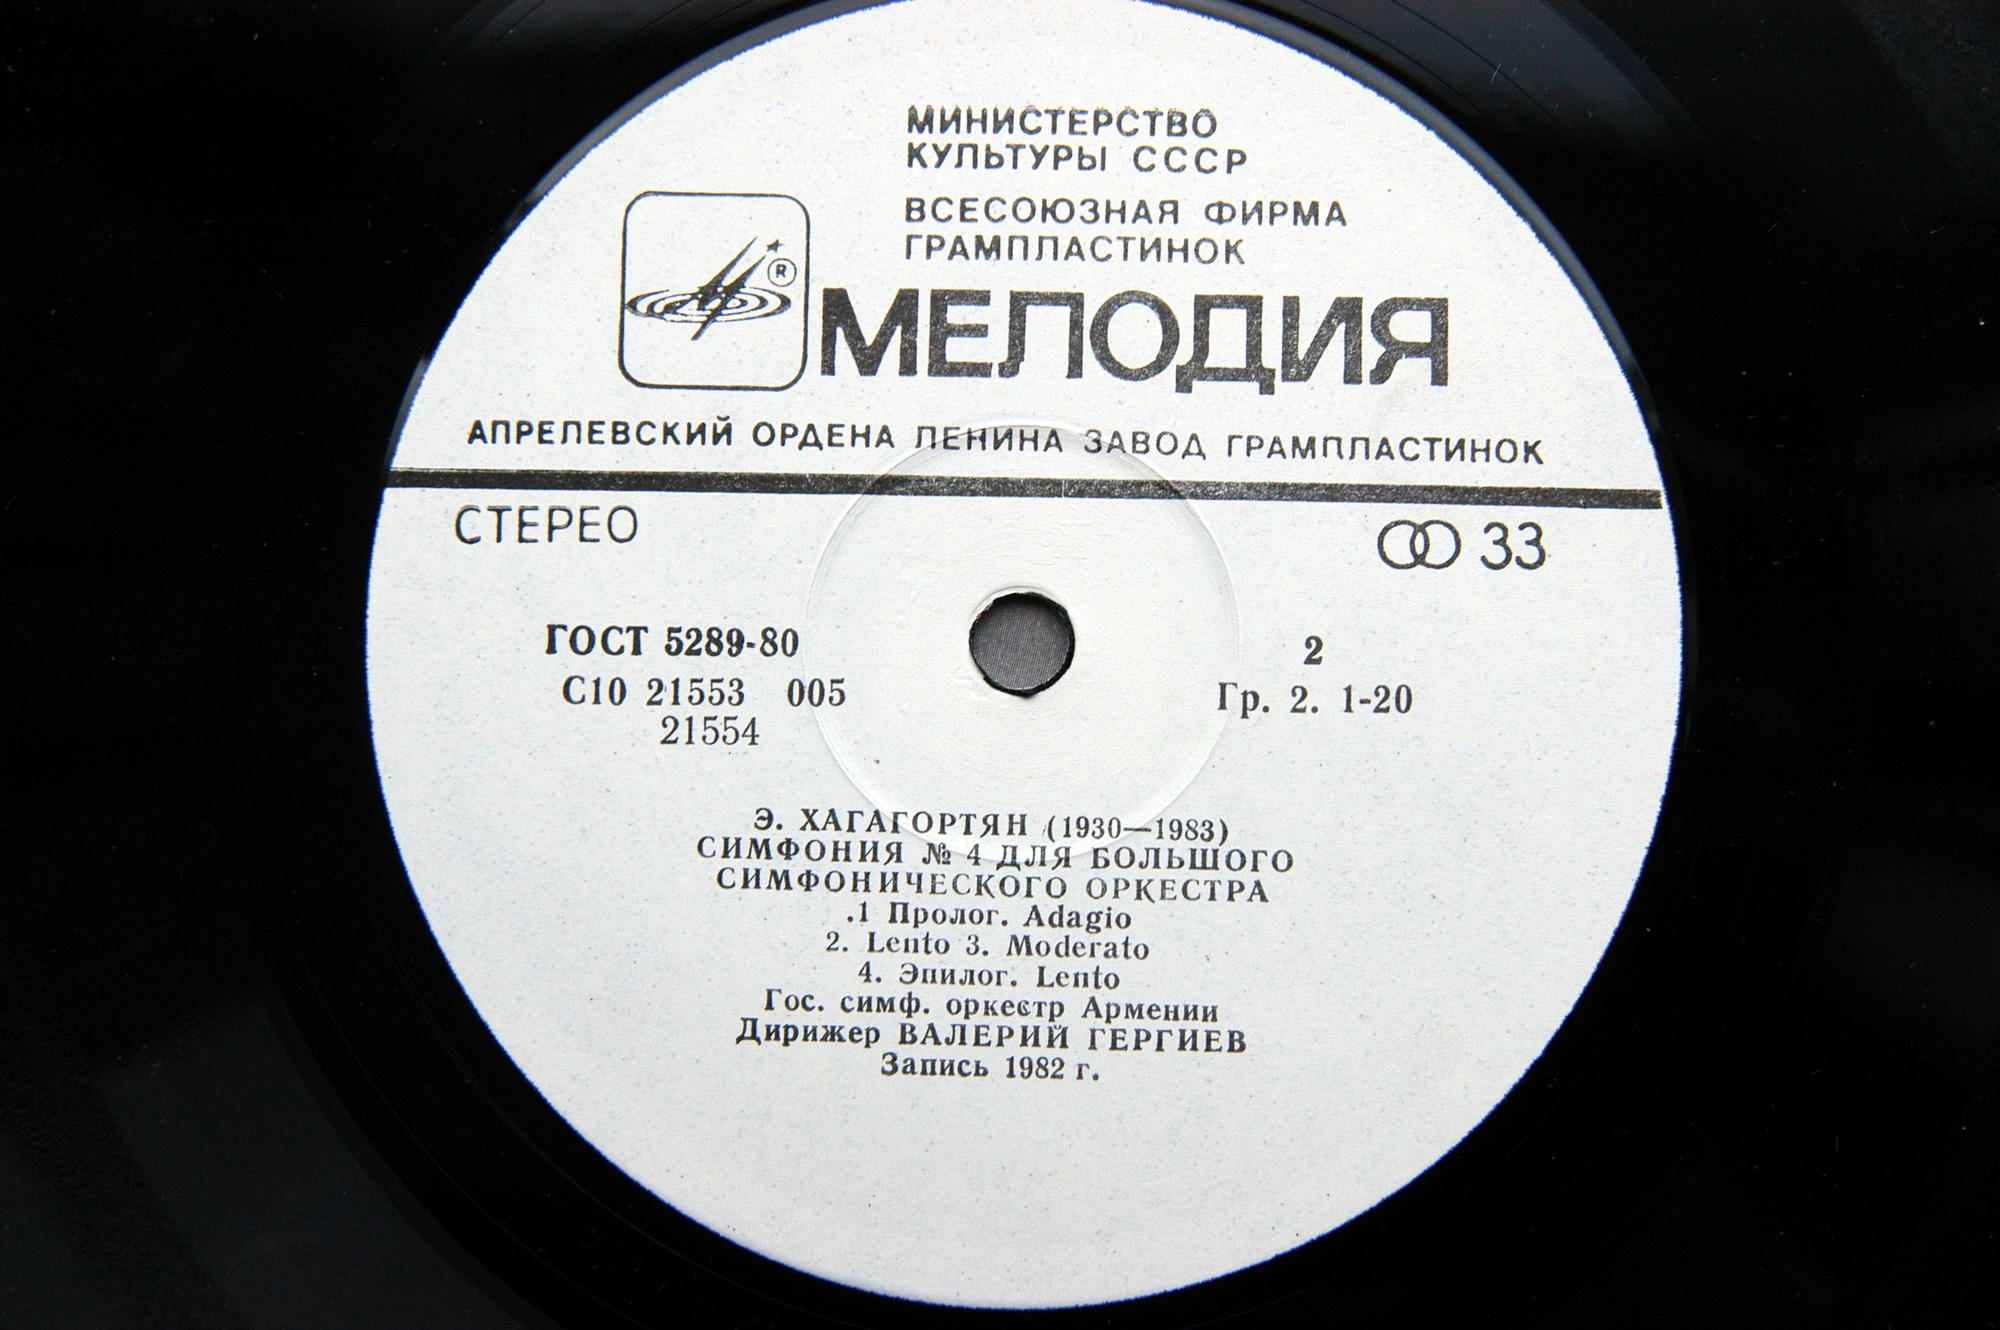 МИНИСТЕРСТВО
КУЛЬТУРЫ СССР
ВСЕСОЮЗНАЯ ФИРМА
ГРАМПЛАСТИНОК
®
МЕЛОДИЯ
АПРЕЛЕВСКИЙ ОРДЕНА ЛЕНИНА ЗАВОД ГРАМПЛАСТИНОК
СТЕРЕО
33
ГОСТ 5289-80
2
С10 21553 005
Гр. 2. 1-20
21554
Э. ХАГАГОРТЯН (1930—1983)
СИМФОНИЯ № 4 ДЛЯ БОЛЬШОГО
СИМФОНИЧЕСКОГО ОРКЕСТРА
.1 Пролог. Adagio
2. Lento 3. Moderato
4. Эпилог. Lento
Гос. симф. оркестр Армении
Дирижер ВАЛЕРИЙ ГЕРГИЕВ
Запись 1982 г.